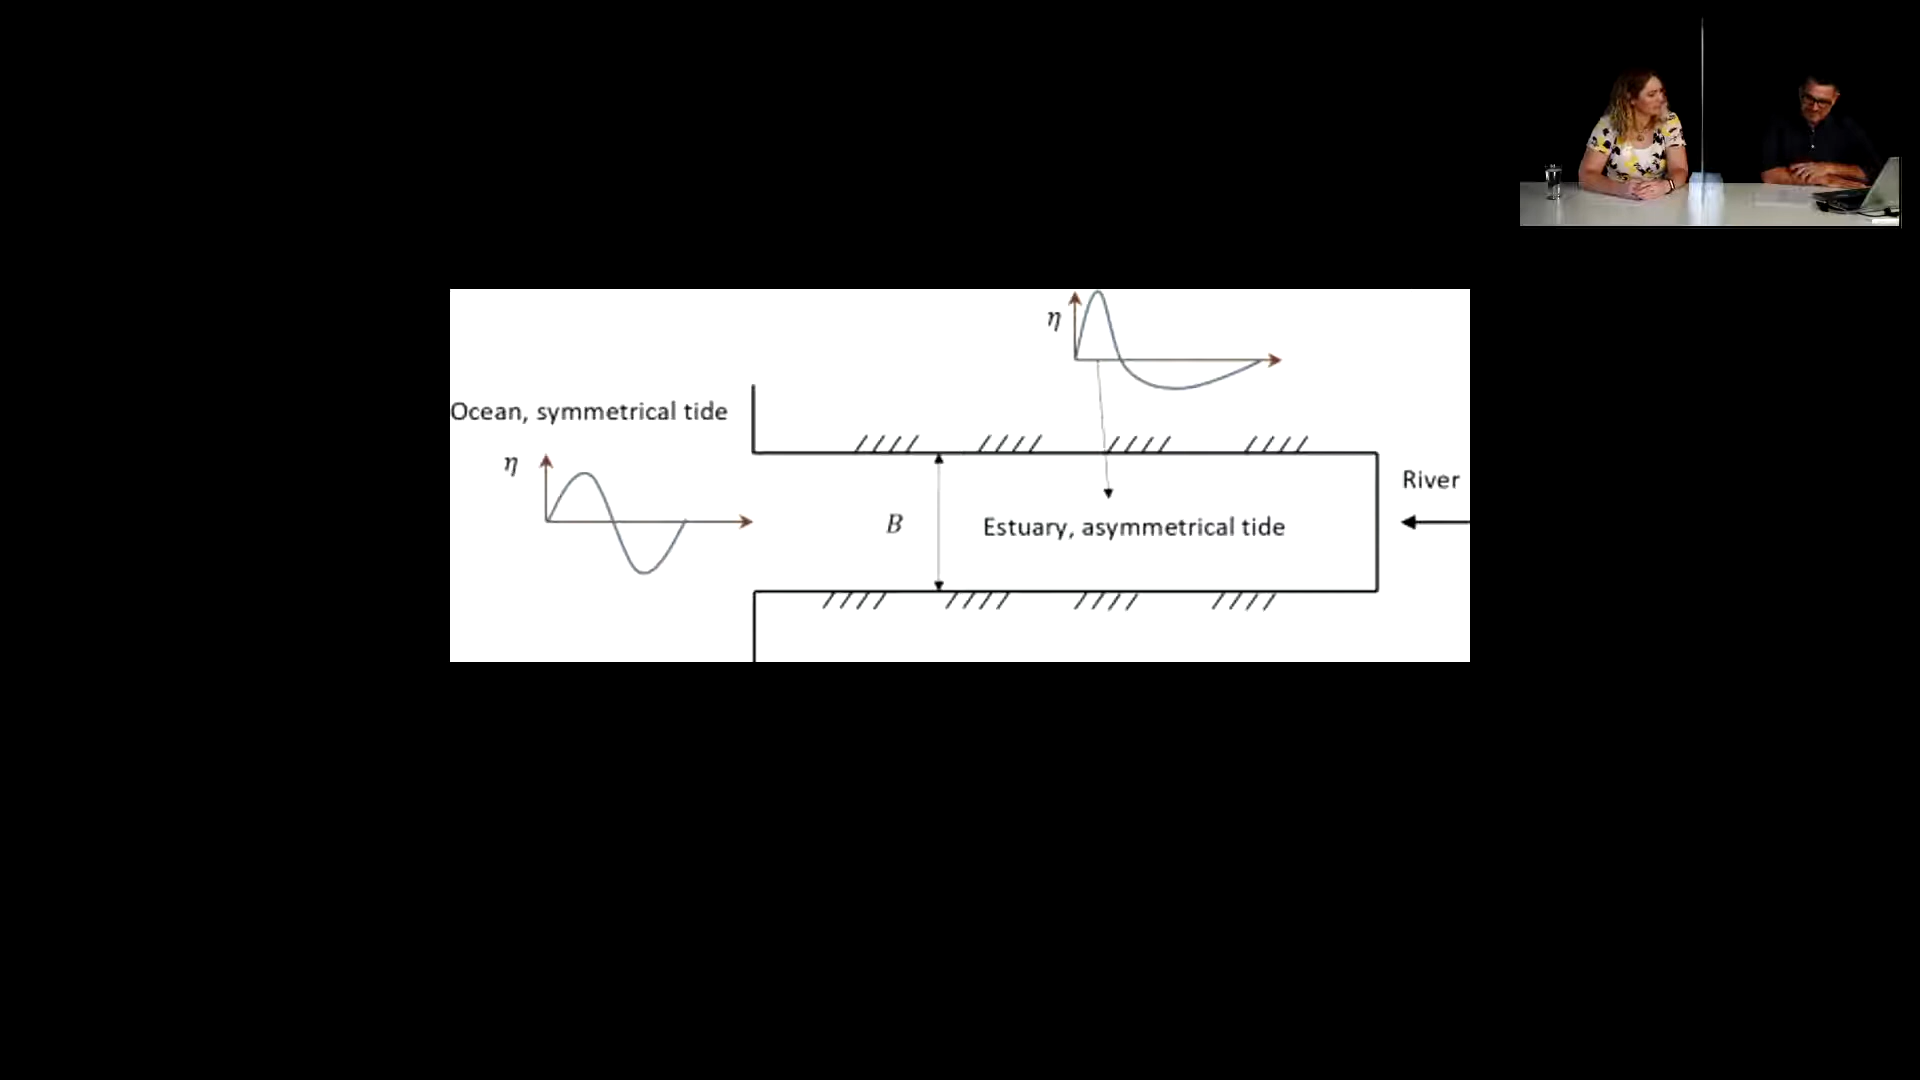 η
Ocean, symmetrical tide
η
River
B
Estuary, asymmetrical tide